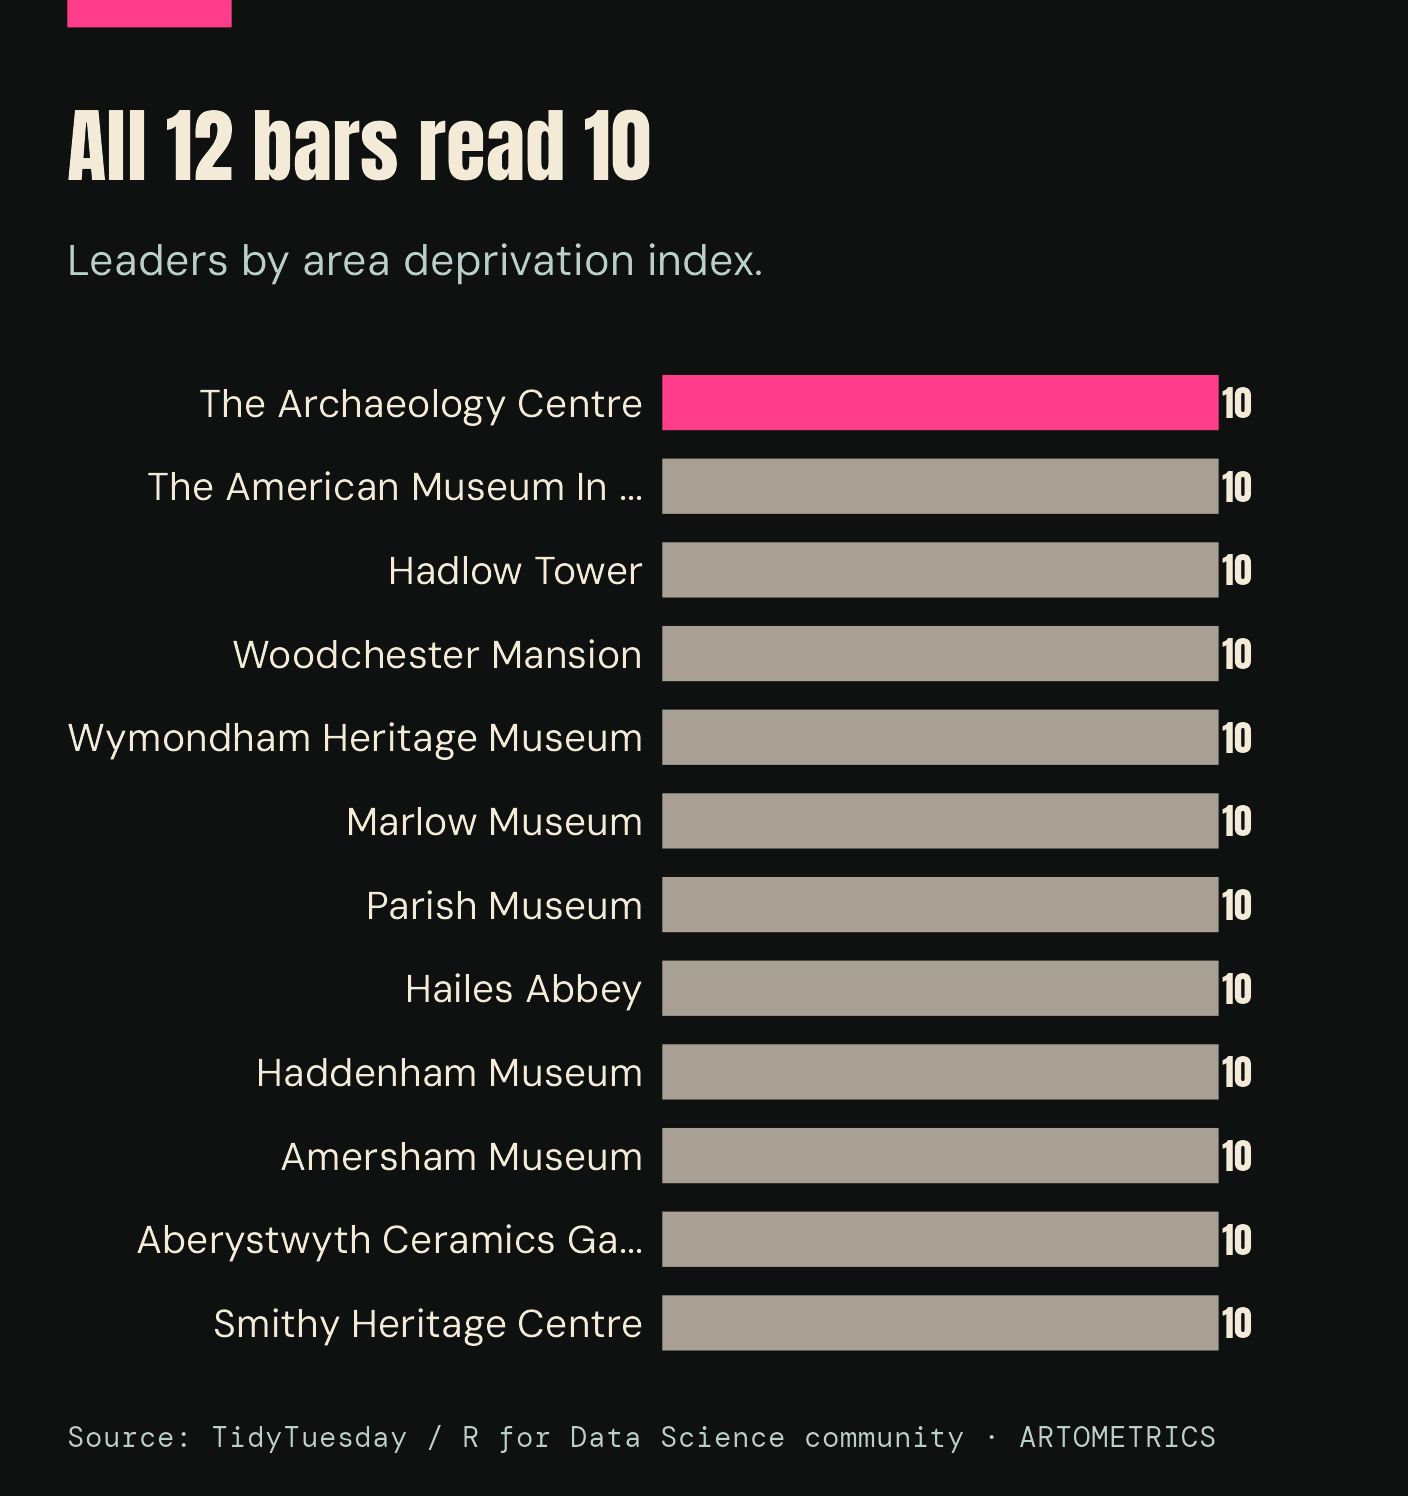 All 12 bars read 10
Leaders by area deprivation index.
The Archaeology Centre 10
The American Museum In ... 10
Hadlow Tower 10
Woodchester Mansion 10
Wymondham Heritage Museum 10
Marlow Museum 10
Parish Museum 10
Hailes Abbey 10
Haddenham Museum 10
Amersham Museum 10
Aberystwyth Ceramics Ga... 10
Smithy Heritage Centre 10
Source: TidyTuesday / R for Data Science community · ARTOMETRICS